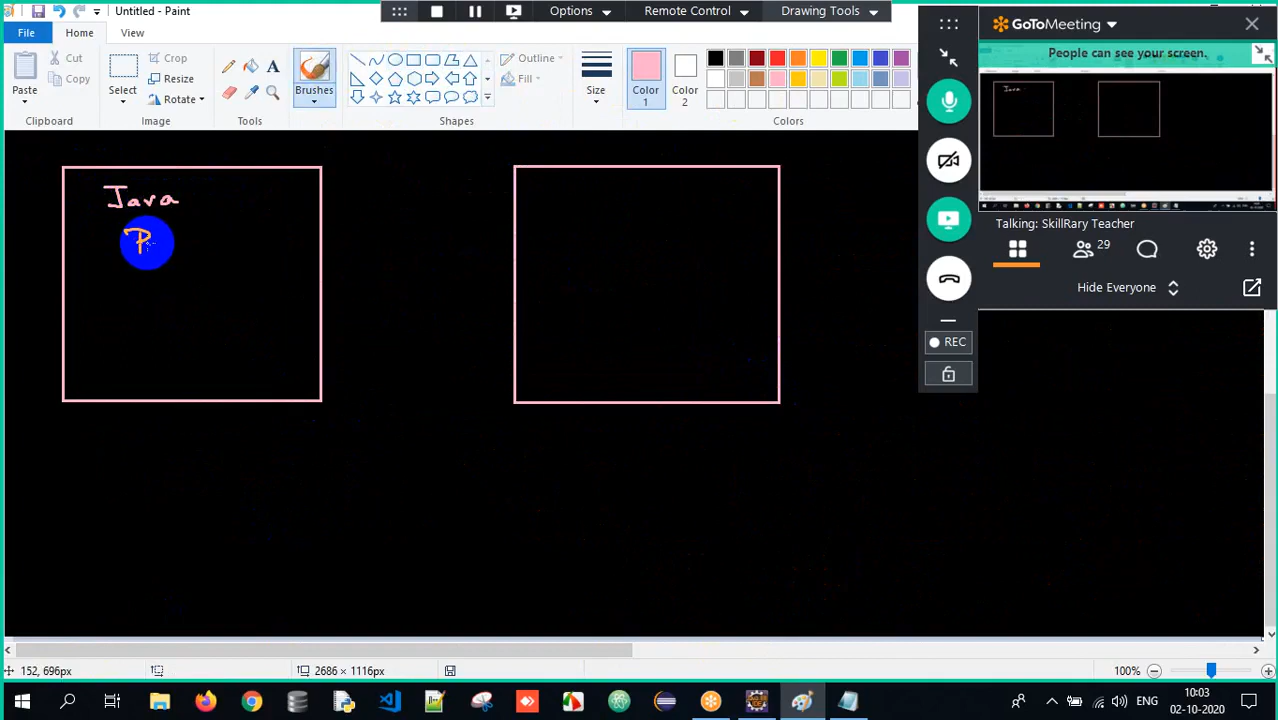 Untitled - Paint
Options
Remote Control
Drawing Tools
GoToMeeting
File
Home
View
People can see your screen.
Cut
Copy
Paste
Clipboard
Select
Crop
Resize
Rotate
Image
Tools
Brushes
Shapes
Outline
Fill
Size
Color 1
Color 2
Colors
Java
Java
P
Talking: SkillRary Teacher
29
Hide Everyone
REC
152, 696px
2686 × 1116px
100%
ENG
10:03
02-10-2020